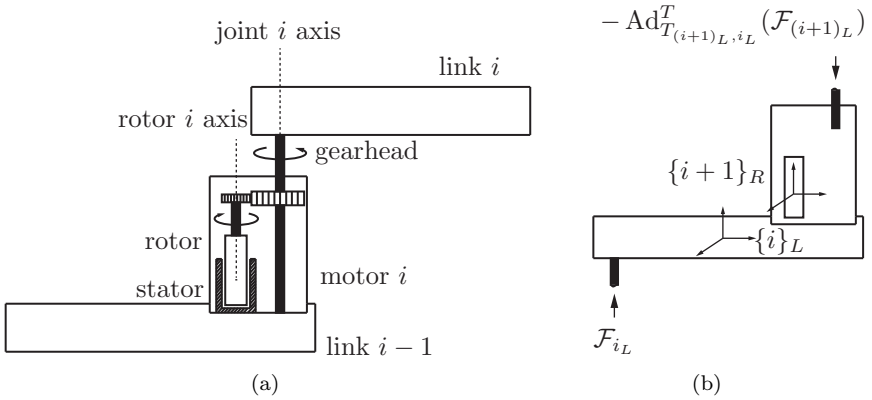 joint i axis
link i
rotor i axis
gearhead
rotor
stator
motor i
link i − 1
(a)
− Ad^T_{T_{(i+1)_L, i_L}} (F_{(i+1)_L})
{i + 1}_R
{i}_L
F_{i_L}
(b)